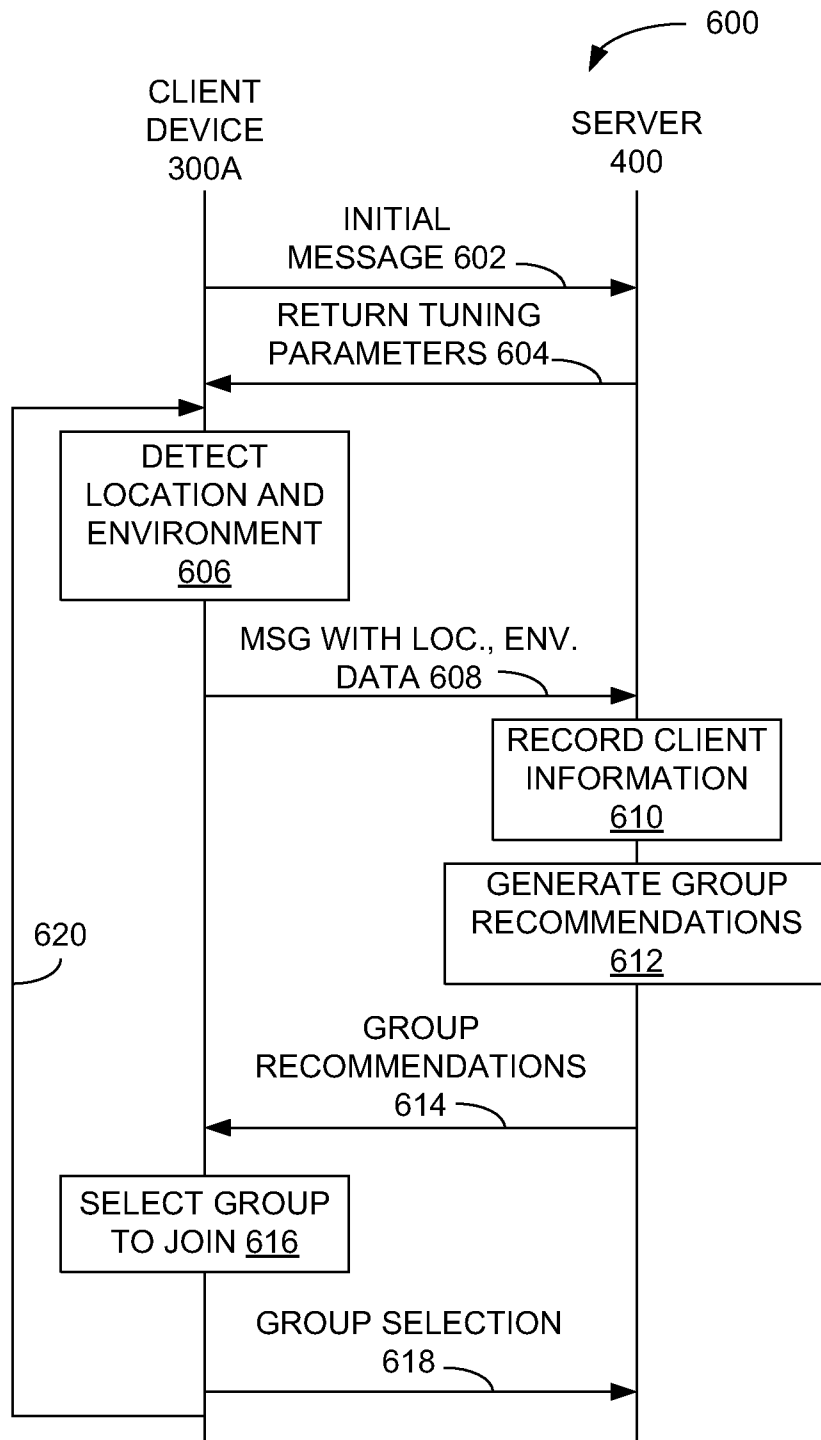 600
CLIENT
DEVICE
300A
SERVER
400
INITIAL
MESSAGE 602
RETURN TUNING
PARAMETERS 604
DETECT
LOCATION AND
ENVIRONMENT
606
MSG WITH LOC., ENV.
DATA 608
RECORD CLIENT
INFORMATION
610
GENERATE GROUP
RECOMMENDATIONS
612
620
GROUP
RECOMMENDATIONS
614
SELECT GROUP
TO JOIN 616
GROUP SELECTION
618